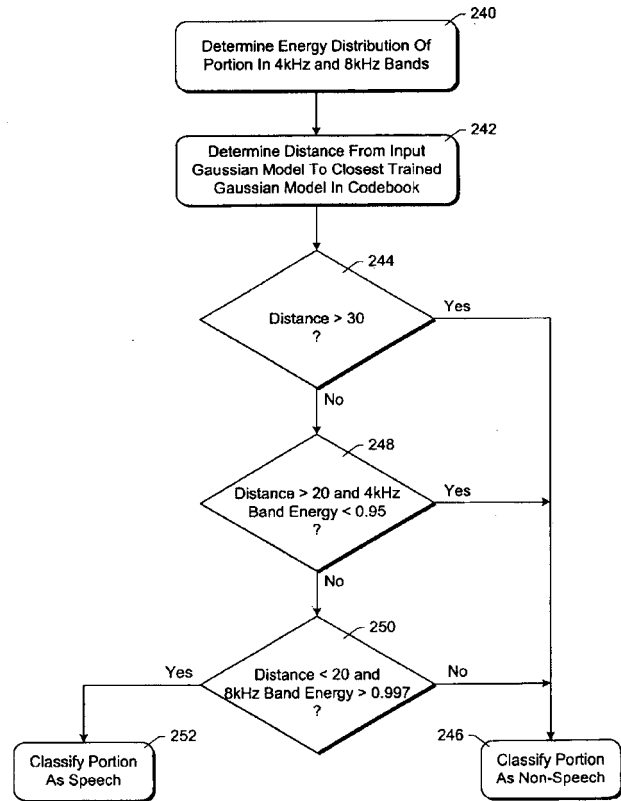 240
Determine Energy Distribution Of
Portion In 4kHz and 8kHz Bands
242
Determine Distance From Input
Gaussian Model To Closest Trained
Gaussian Model In Codebook
244
Distance > 30
?
Yes
No
248
Distance > 20 and 4kHz
Band Energy < 0.95
?
Yes
No
250
Yes
Distance < 20 and
8kHz Band Energy > 0.997
?
No
252
Classify Portion
As Speech
246
Classify Portion
As Non-Speech